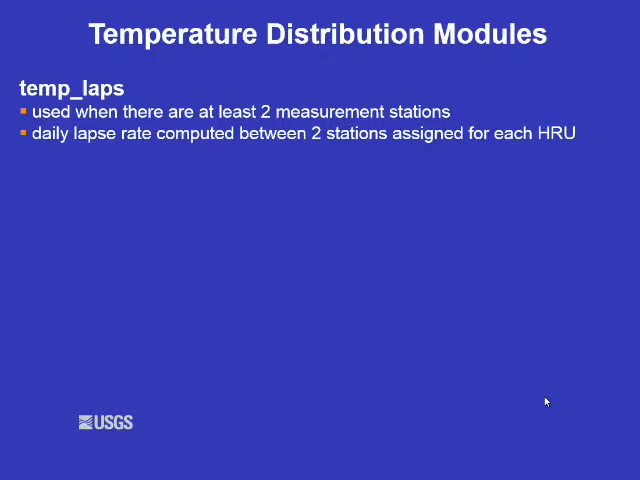 Temperature Distribution Modules
temp_laps
▪ used when there are at least 2 measurement stations
▪ daily lapse rate computed between 2 stations assigned for each HRU
USGS